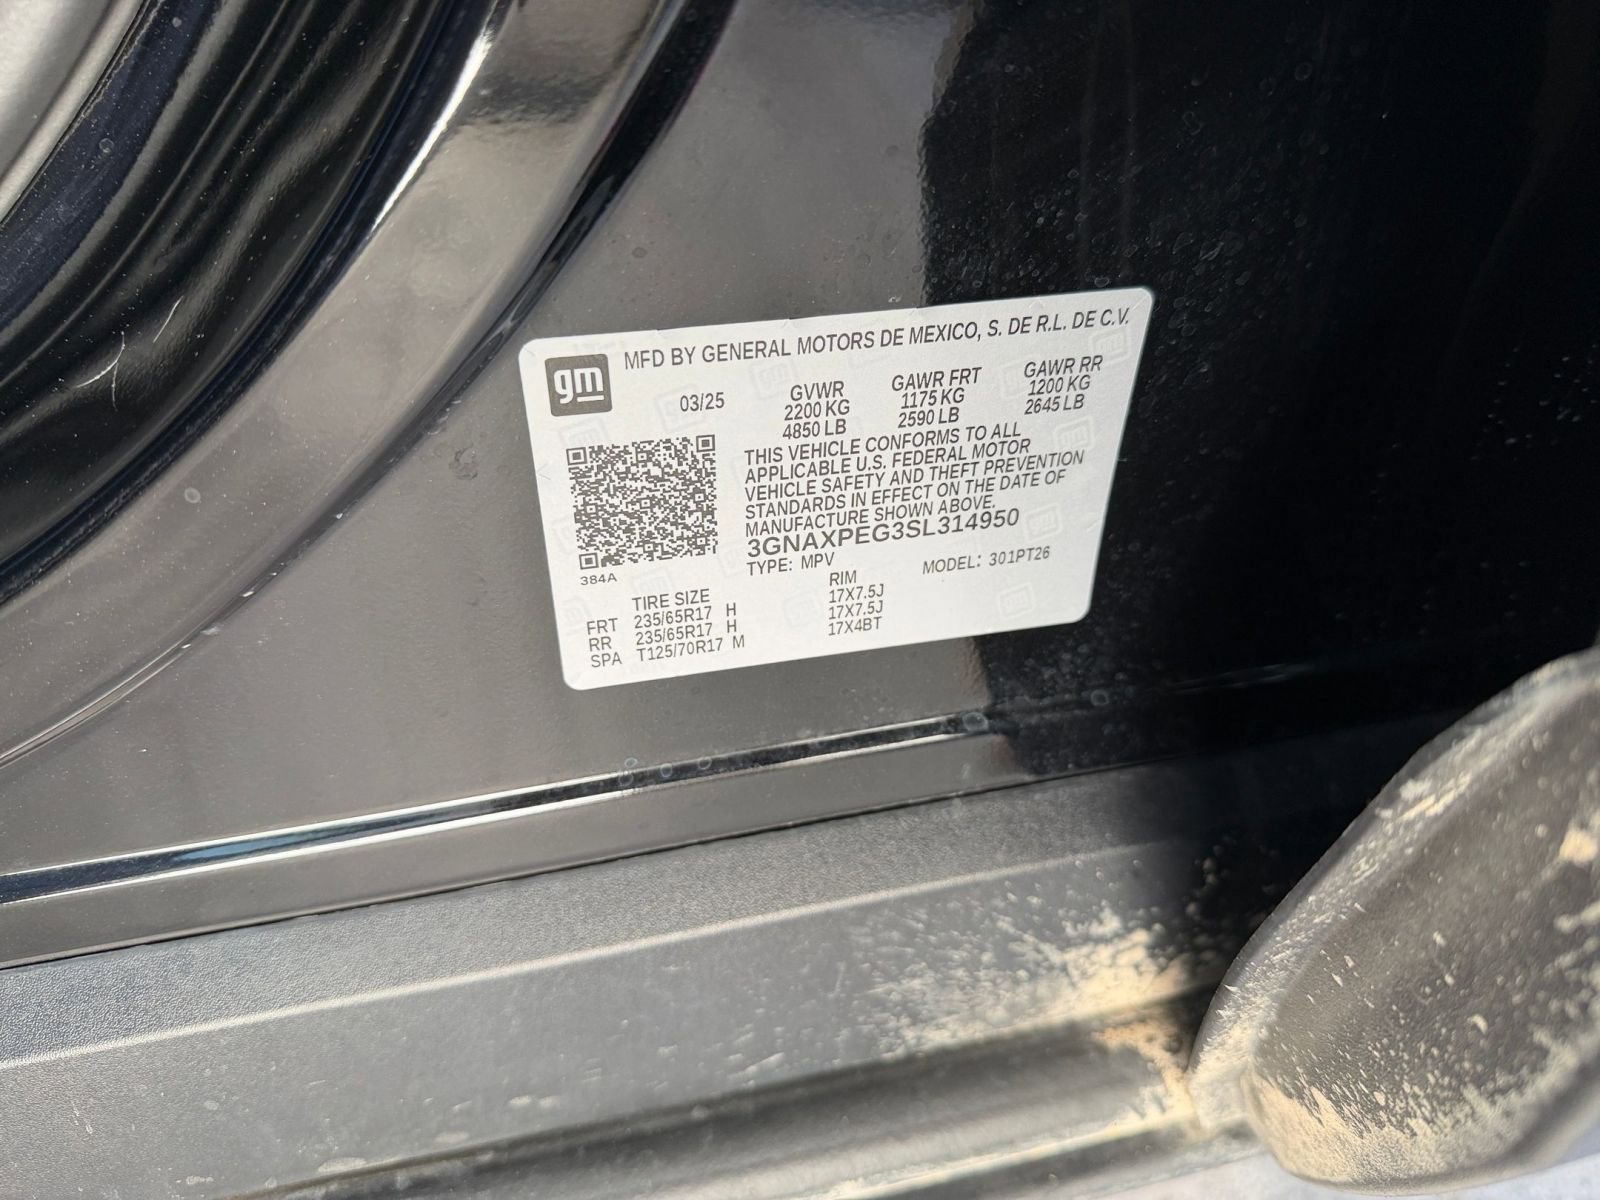 gm
MFD BY GENERAL MOTORS DE MEXICO, S. DE R.L. DE C.V.
03/25
GVWR GAWR FRT GAWR RR
2200 KG 1175 KG 1200 KG
4850 LB 2590 LB 2645 LB
THIS VEHICLE CONFORMS TO ALL
APPLICABLE U.S. FEDERAL MOTOR
VEHICLE SAFETY AND THEFT PREVENTION
STANDARDS IN EFFECT ON THE DATE OF
MANUFACTURE SHOWN ABOVE.
3GNAXPEG3SL314950
TYPE: MPV MODEL: 301PT26
384A
TIRE SIZE RIM
FRT 235/65R17 H 17X7.5J
RR 235/65R17 H 17X7.5J
SPA T125/70R17 M 17X4BT